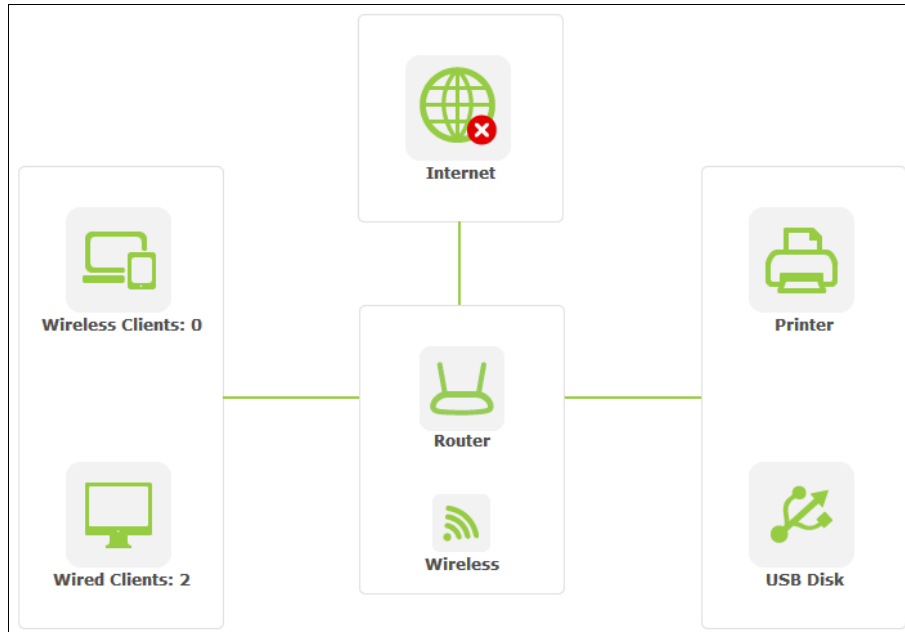 Internet
Wireless Clients: 0
Printer
Router
Wireless
Wired Clients: 2
USB Disk